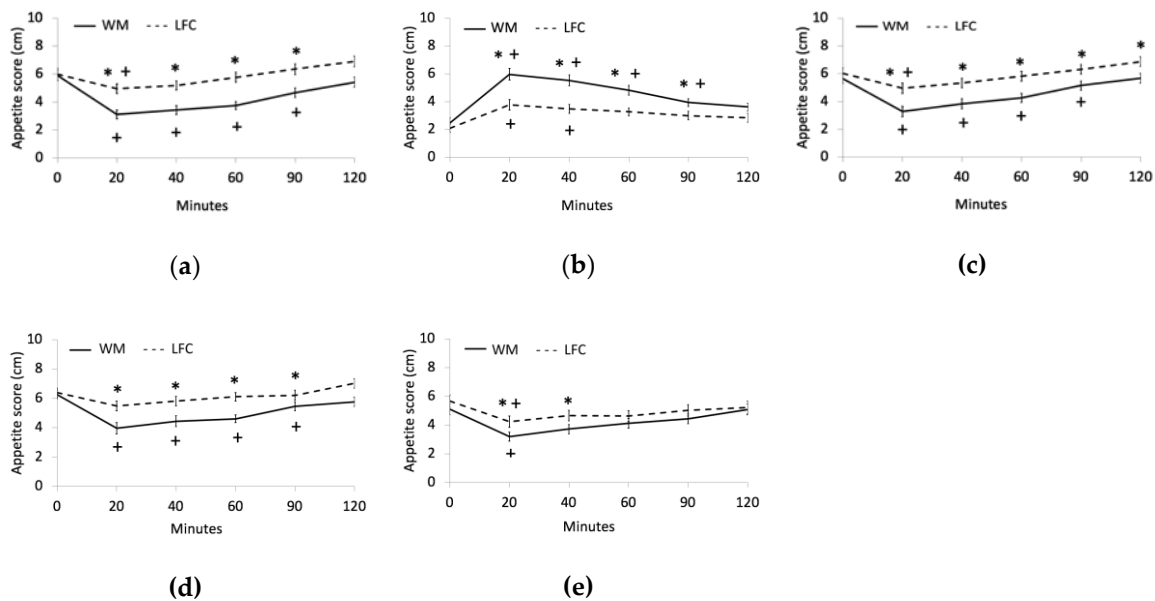 Appetite score (cm)
10
8
6
4
2
0
WM LFC
* + * * *
+ + + +
0 20 40 60 90 120
Minutes
(a)
Appetite score (cm)
10
8
6
4
2
0
WM LFC
* + * + * + * +
+ +
0 20 40 60 90 120
Minutes
(b)
Appetite score (cm)
10
8
6
4
2
0
WM LFC
* + * * * *
+ + + +
0 20 40 60 90 120
Minutes
(c)
Appetite score (cm)
10
8
6
4
2
0
WM LFC
* * * *
+ + + +
0 20 40 60 90 120
Minutes
(d)
Appetite score (cm)
10
8
6
4
2
0
WM LFC
* + *
+
0 20 40 60 90 120
Minutes
(e)